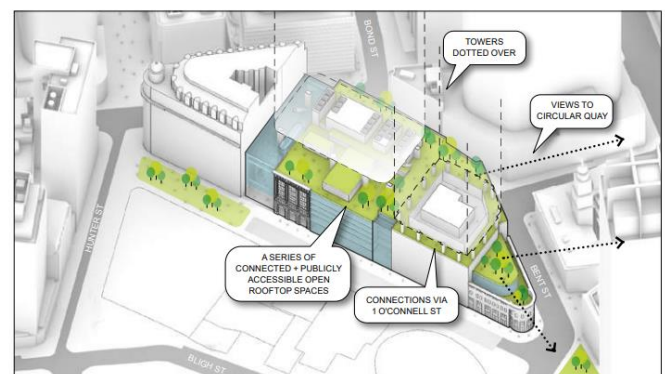 BOND ST
TOWERS
DOTTED OVER
VIEWS TO
CIRCULAR QUAY
HUNTER ST
A SERIES OF
CONNECTED + PUBLICLY
ACCESSIBLE OPEN
ROOFTOP SPACES
CONNECTIONS VIA
1 O'CONNELL ST
BENT ST
BLIGH ST